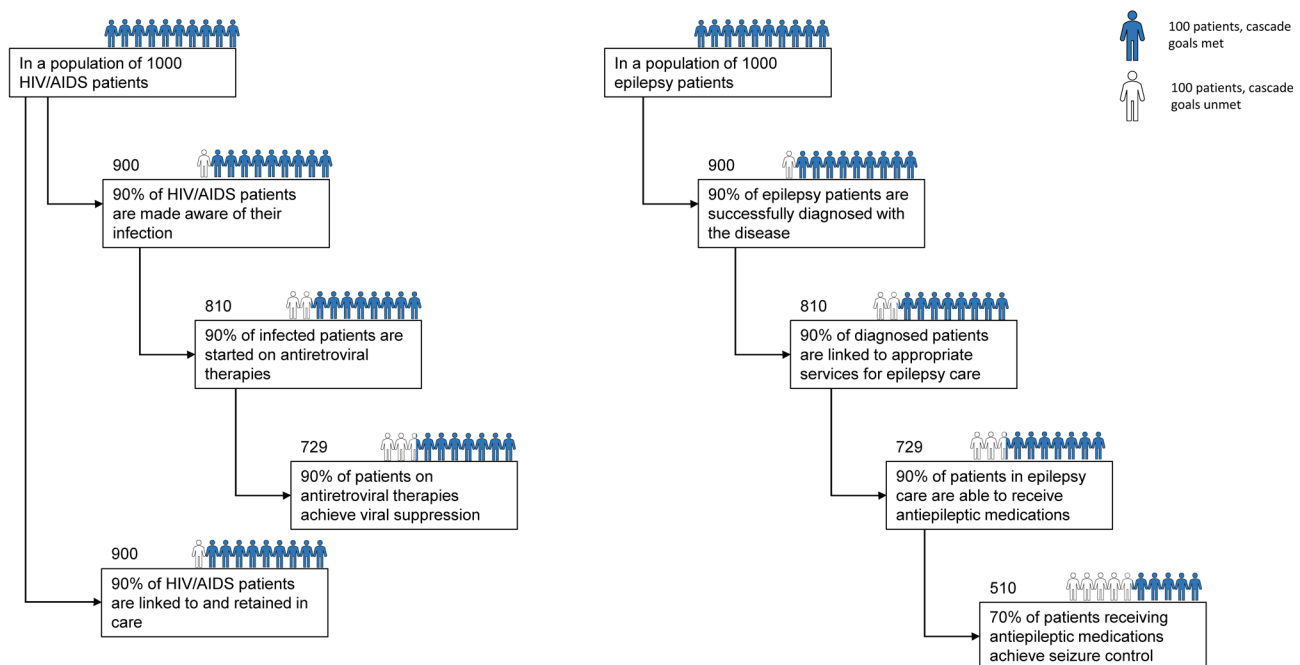 In a population of 1000
HIV/AIDS patients
900
90% of HIV/AIDS patients
are made aware of their
infection
810
90% of infected patients are
started on antiretroviral
therapies
729
90% of patients on
antiretroviral therapies
achieve viral suppression
900
90% of HIV/AIDS patients
are linked to and retained in
care
In a population of 1000
epilepsy patients
900
90% of epilepsy patients are
successfully diagnosed with
the disease
810
90% of diagnosed patients
are linked to appropriate
services for epilepsy care
729
90% of patients in epilepsy
care are able to receive
antiepileptic medications
510
70% of patients receiving
antiepileptic medications
achieve seizure control
100 patients, cascade
goals met
100 patients, cascade
goals unmet